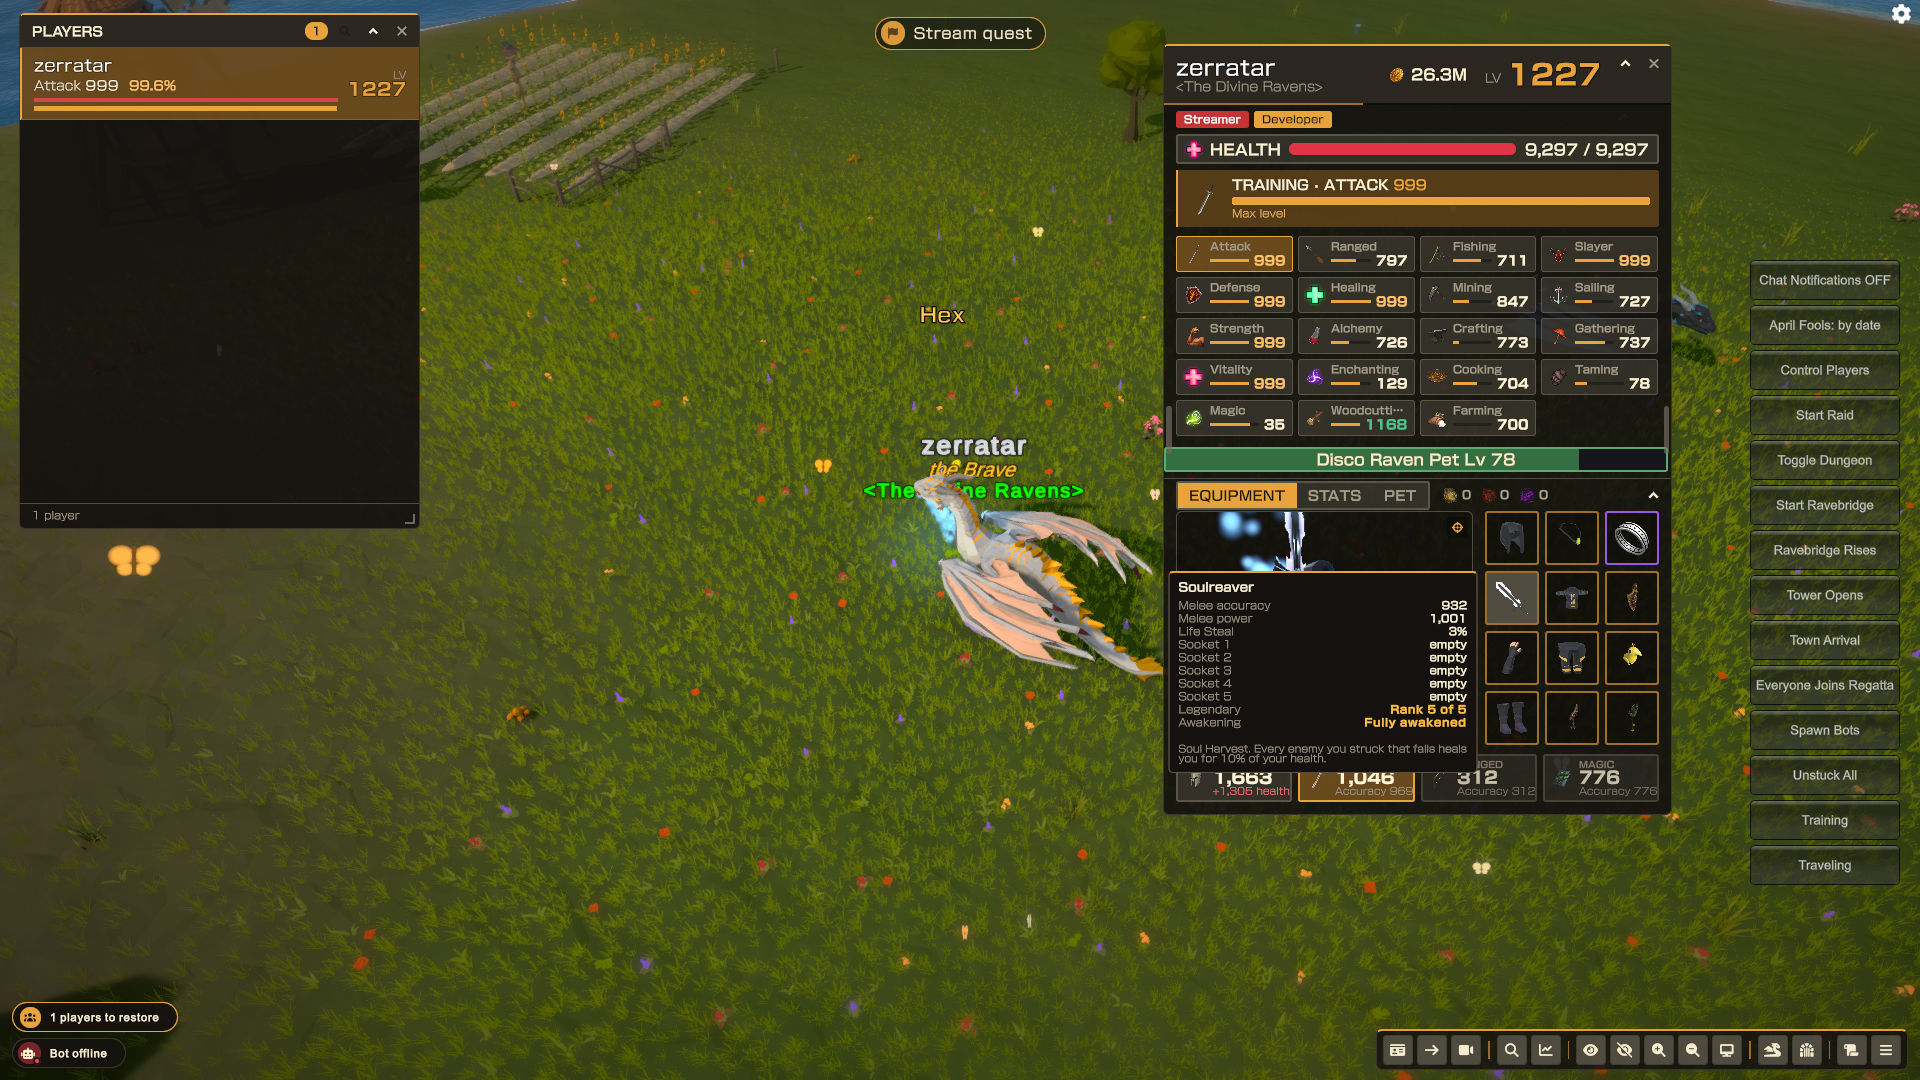 PLAYERS
1
zerratar
Attack 999 99.6%
LV
1227
1 player
Stream quest
Hex
zerratar
the Brave
<The Divine Ravens>
zerratar
<The Divine Ravens>
26.3M
LV 1227
Streamer
Developer
HEALTH
9,297 / 9,297
TRAINING · ATTACK 999
Max level
Attack
999
Ranged
797
Fishing
711
Slayer
999
Defense
999
Healing
999
Mining
847
Sailing
727
Strength
999
Alchemy
726
Crafting
773
Gathering
737
Vitality
999
Enchanting
129
Cooking
704
Taming
78
Magic
35
Woodcutti···
1168
Farming
700
Disco Raven Pet Lv 78
EQUIPMENT
STATS
PET
0
0
0
Soulreaver
Melee accuracy 932
Melee power 1,001
Life Steal 3%
Socket 1 empty
Socket 2 empty
Socket 3 empty
Socket 4 empty
Socket 5 empty
Legendary Rank 5 of 5
Awakening Fully awakened
Soul Harvest. Every enemy you struck that falls heals
you for 10% of your health.
1,663
+1,305 health
1,046
Accuracy 969
312
Accuracy 312
MAGIC
776
Accuracy 776
Chat Notifications OFF
April Fools: by date
Control Players
Start Raid
Toggle Dungeon
Start Ravebridge
Ravebridge Rises
Tower Opens
Town Arrival
Everyone Joins Regatta
Spawn Bots
Unstuck All
Training
Traveling
1 players to restore
Bot offline